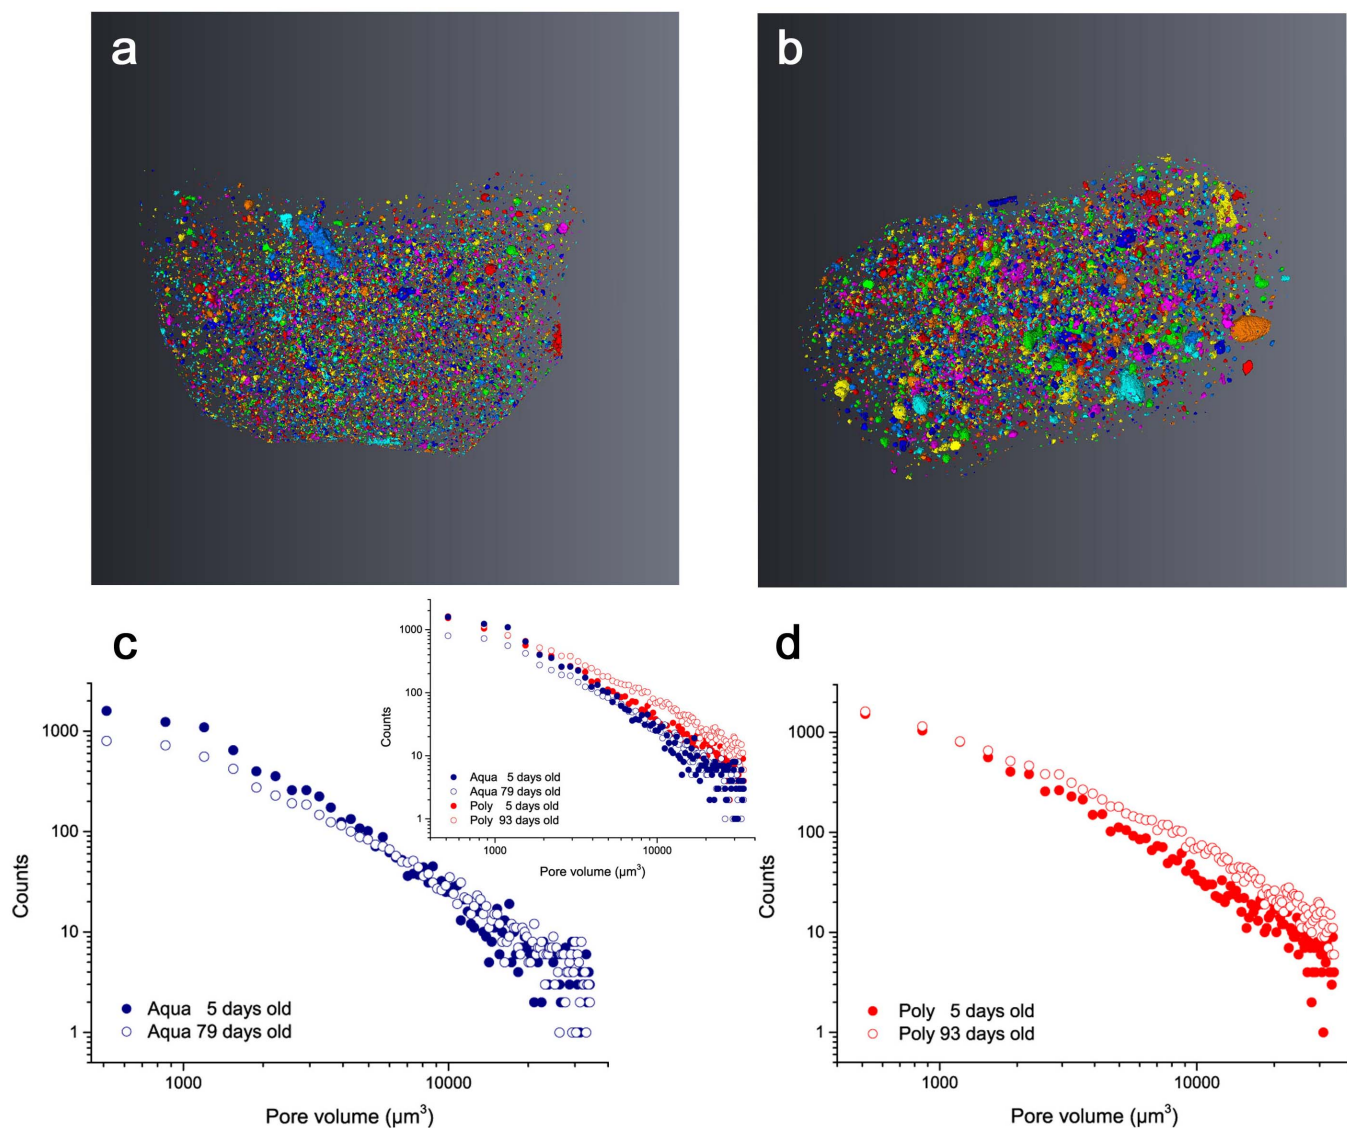 a
b
c
1000
100
10
1
Counts
1000
10000
Pore volume (µm³)
Aqua 5 days old
Aqua 79 days old
Poly 5 days old
Poly 93 days old
1000
100
10
1
Counts
1000
10000
Pore volume (µm³)
Aqua 5 days old
Aqua 79 days old
d
1000
100
10
1
Counts
1000
10000
Pore volume (µm³)
Poly 5 days old
Poly 93 days old